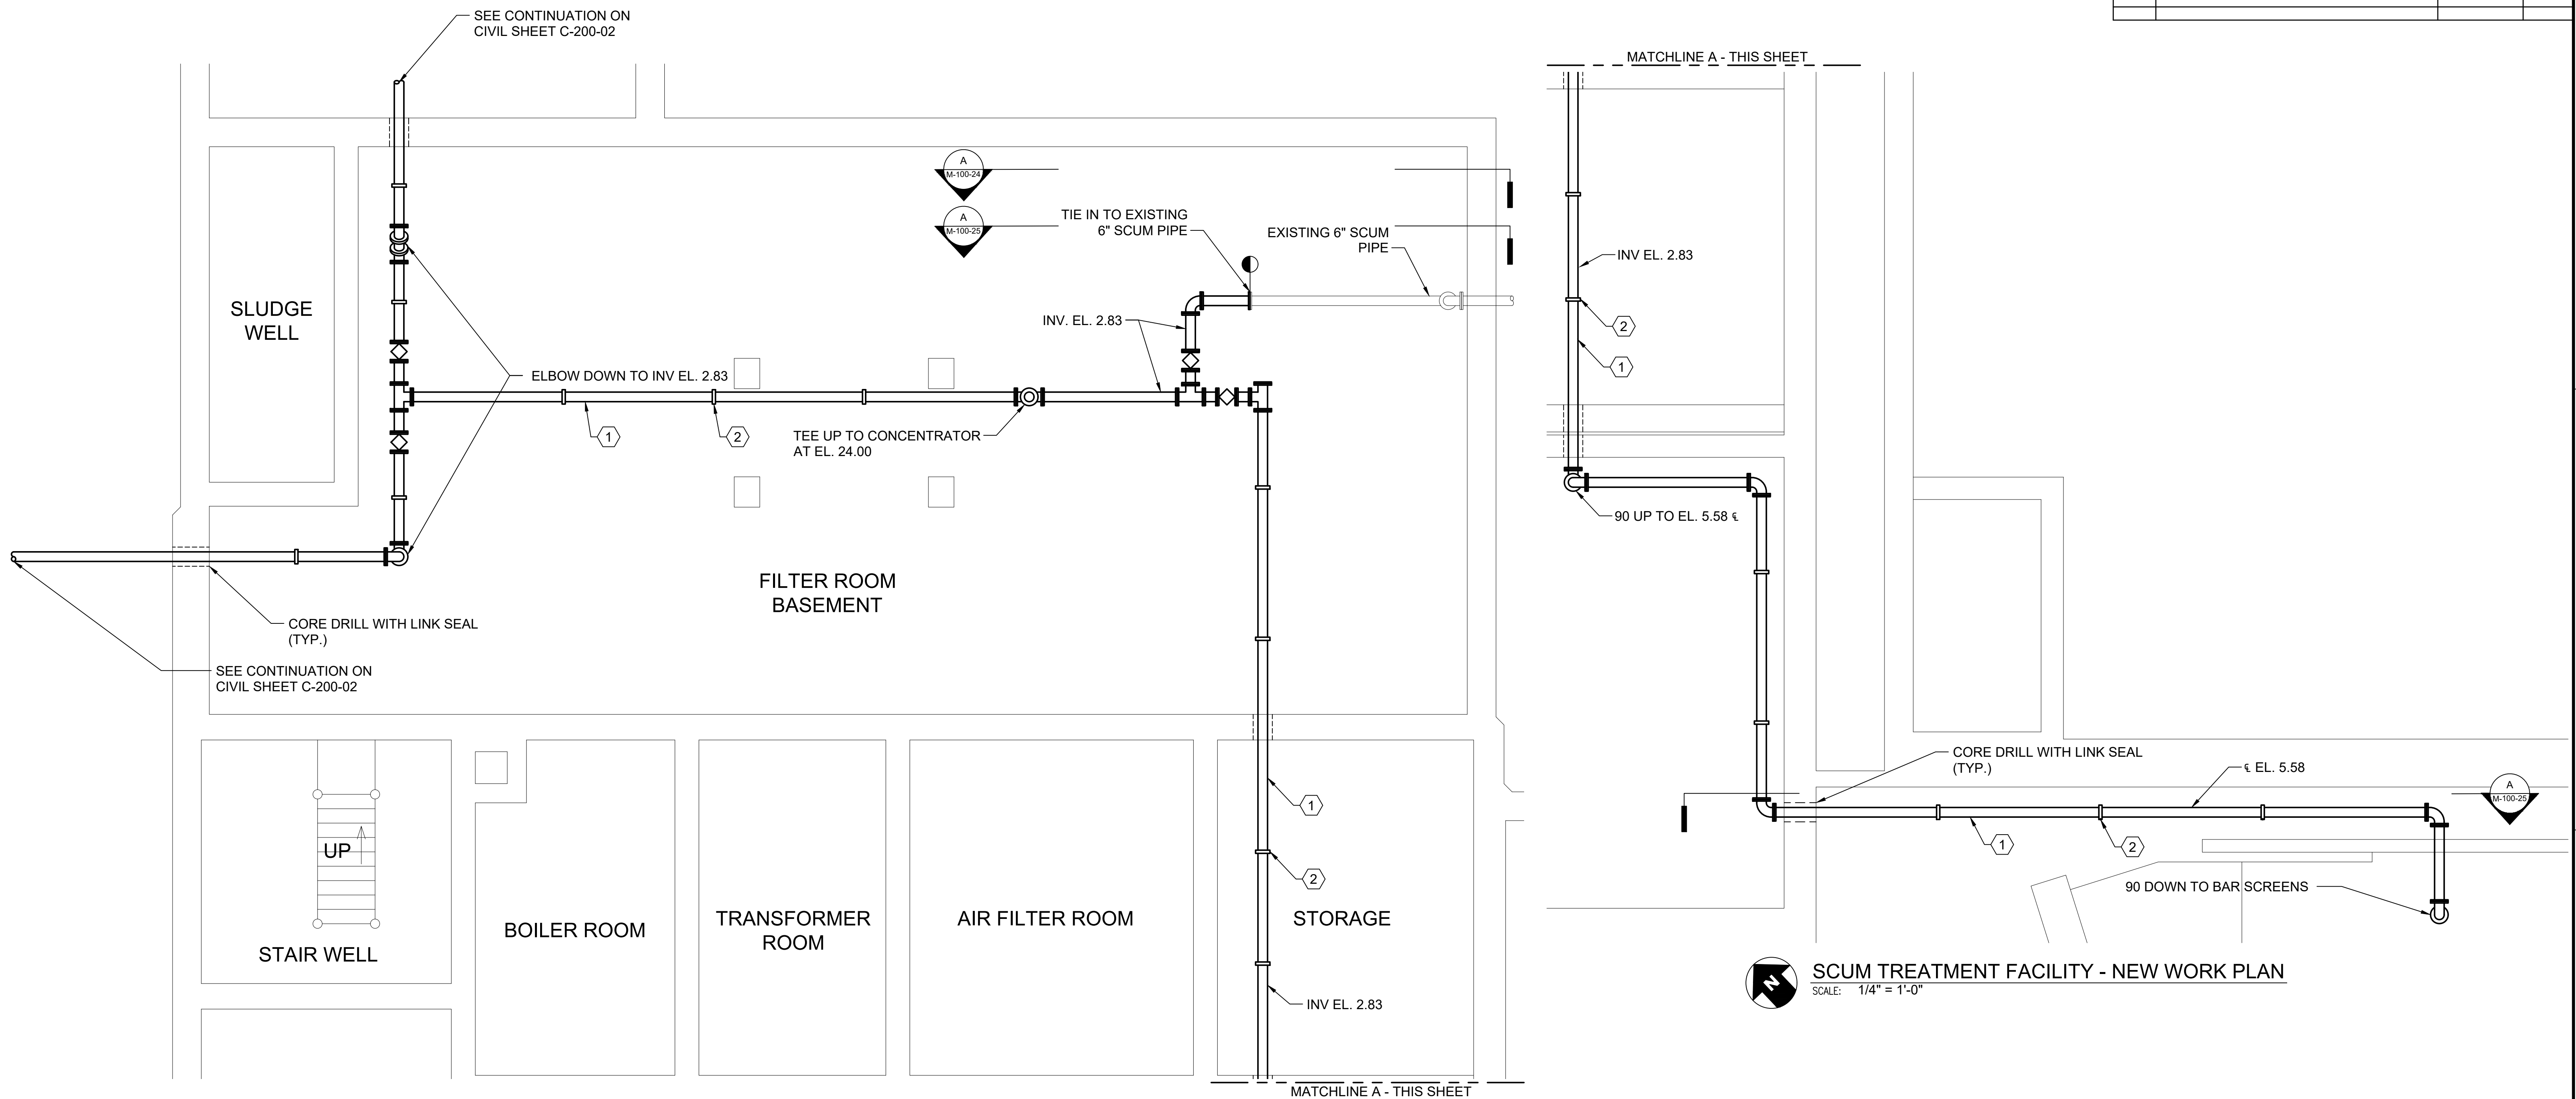 SEE CONTINUATION ON
CIVIL SHEET C-200-02
A
M-100-24
A
M-100-25
TIE IN TO EXISTING
6" SCUM PIPE
EXISTING 6" SCUM
PIPE
INV. EL. 2.83
SLUDGE
WELL
ELBOW DOWN TO INV EL. 2.83
1
2
TEE UP TO CONCENTRATOR
AT EL. 24.00
FILTER ROOM
BASEMENT
CORE DRILL WITH LINK SEAL
(TYP.)
SEE CONTINUATION ON
CIVIL SHEET C-200-02
UP
STAIR WELL
BOILER ROOM
TRANSFORMER
ROOM
AIR FILTER ROOM
STORAGE
1
2
INV EL. 2.83
MATCHLINE A - THIS SHEET
MATCHLINE A - THIS SHEET
INV EL. 2.83
2
1
90 UP TO EL. 5.58 ℄
CORE DRILL WITH LINK SEAL
(TYP.)
℄ EL. 5.58
A
M-100-25
1
2
90 DOWN TO BAR SCREENS
N
SCUM TREATMENT FACILITY - NEW WORK PLAN
SCALE: 1/4" = 1'-0"